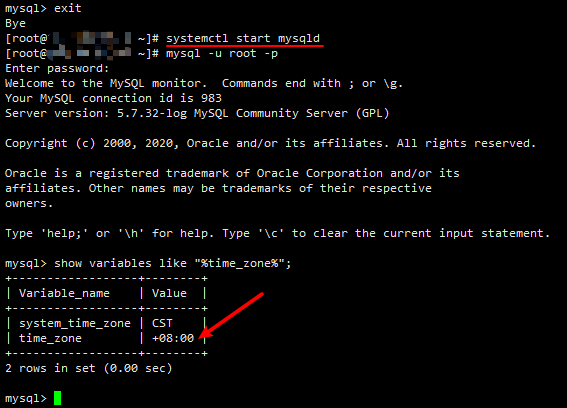 mysql> exit
Bye
[root@ ~]# systemctl start mysqld
[root@ ~]# mysql -u root -p
Enter password:
Welcome to the MySQL monitor.  Commands end with ; or \g.
Your MySQL connection id is 983
Server version: 5.7.32-log MySQL Community Server (GPL)
Copyright (c) 2000, 2020, Oracle and/or its affiliates. All rights reserved.
Oracle is a registered trademark of Oracle Corporation and/or its
affiliates. Other names may be trademarks of their respective
owners.
Type 'help;' or '\h' for help. Type '\c' to clear the current input statement.
mysql> show variables like "%time_zone%";
+------------------+--------+
| Variable_name    | Value  |
+------------------+--------+
| system_time_zone | CST    |
| time_zone        | +08:00 |
+------------------+--------+
2 rows in set (0.00 sec)
mysql>